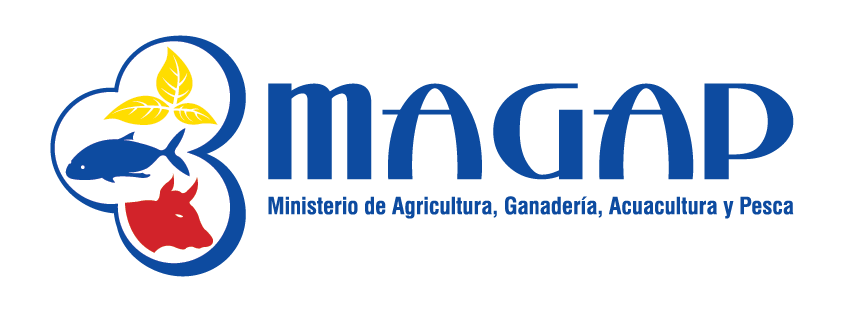 MAGAP
Ministerio de Agricultura, Ganadería, Acuacultura y Pesca